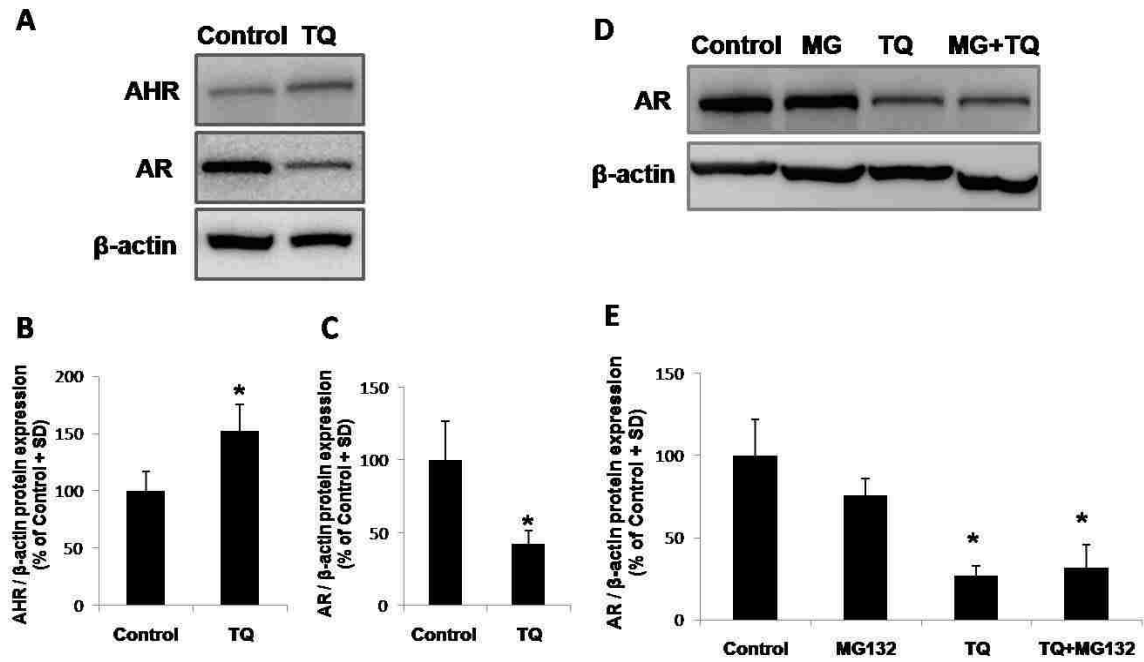 A
Control TQ
AHR
AR
β-actin
D
Control MG TQ MG+TQ
AR
β-actin
B
AHR / β-actin protein expression
(% of Control + SD)
200
150
100
50
0
*
Control TQ
C
AR / β-actin protein expression
(% of Control + SD)
150
100
50
0
*
Control TQ
E
AR / β-actin protein expression
(% of Control + SD)
150
100
50
0
* *
Control MG132 TQ TQ+MG132